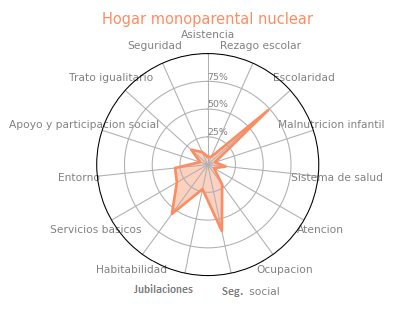 Hogar monoparental nuclear
Asistencia
Seguridad
Rezago escolar
Trato igualitario
75%
Escolaridad
50%
Apoyo y participacion social
25%
Malnutricion infantil
Entorno
Sistema de salud
Servicios basicos
Atencion
Habitabilidad
Ocupacion
Jubilaciones
Seg. social